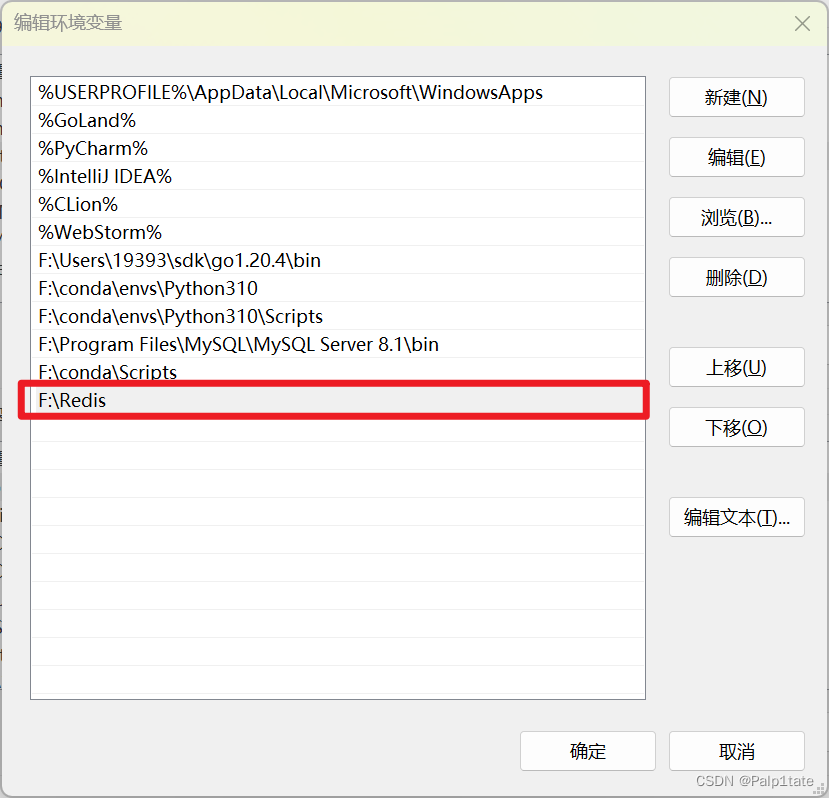 编辑环境变量
%USERPROFILE%\AppData\Local\Microsoft\WindowsApps
%GoLand%
%PyCharm%
%IntelliJ IDEA%
%CLion%
%WebStorm%
F:\Users\19393\sdk\go1.20.4\bin
F:\conda\envs\Python310
F:\conda\envs\Python310\Scripts
F:\Program Files\MySQL\MySQL Server 8.1\bin
F:\conda\Scripts
F:\Redis
新建(N)
编辑(E)
浏览(B)...
删除(D)
上移(U)
下移(O)
编辑文本(T)...
确定
取消
CSDN @Palp1tate